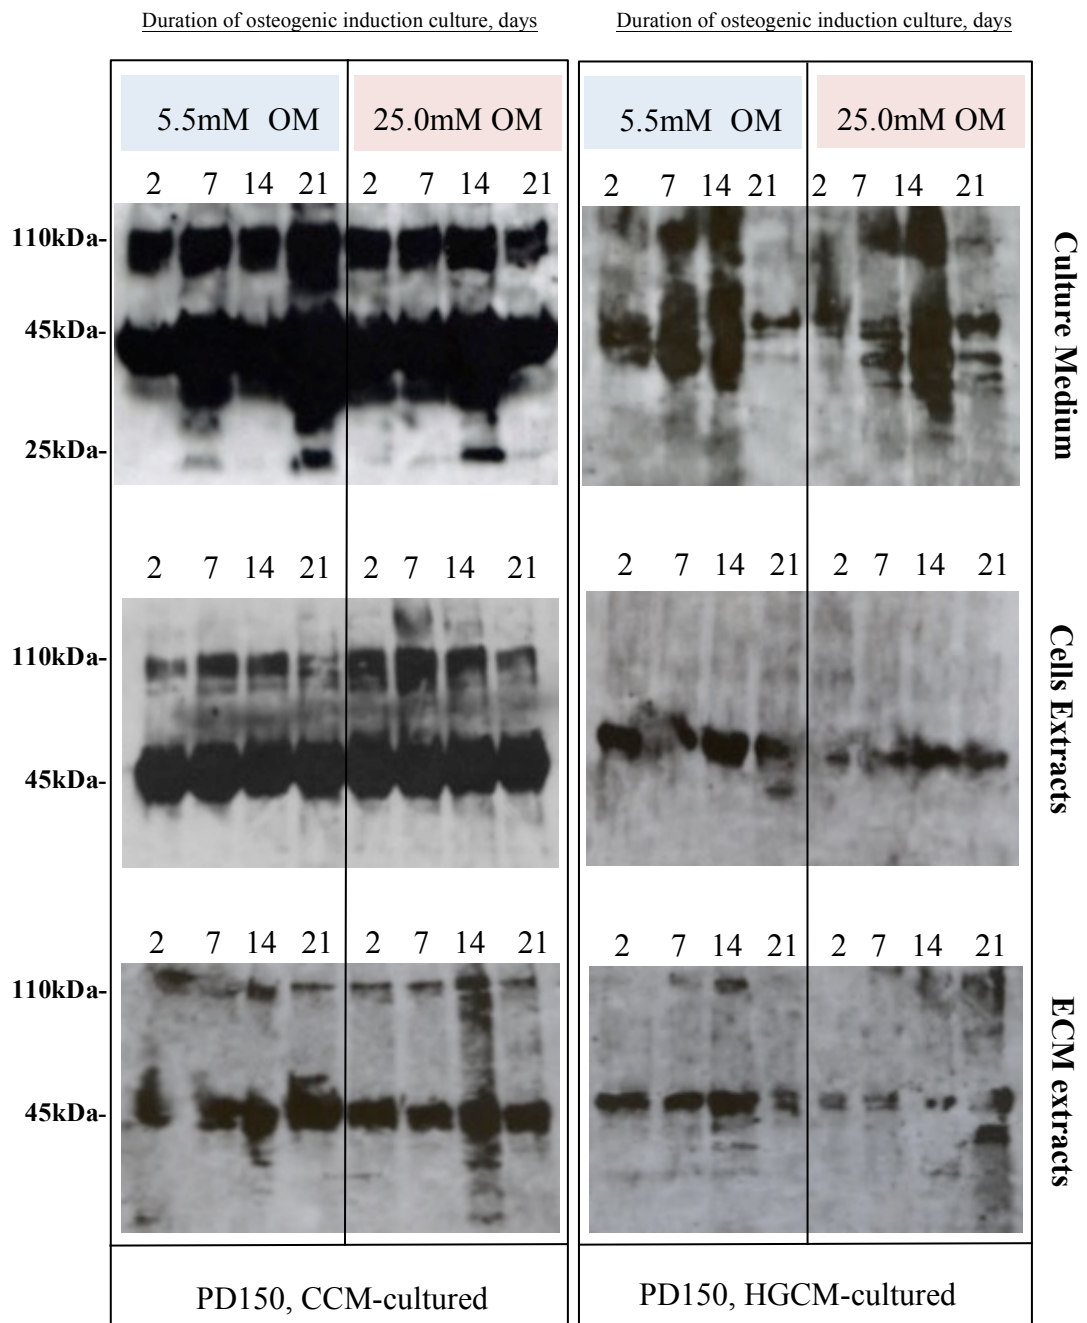 Duration of osteogenic induction culture, days Duration of osteogenic induction culture, days
5.5mM OM 25.0mM OM 5.5mM OM 25.0mM OM
2 7 14 21 2 7 14 21 2 7 14 21 2 7 14 21
110kDa-
45kDa-
25kDa-
Culture Medium
2 7 14 21 2 7 14 21 2 7 14 21 2 7 14 21
110kDa-
45kDa-
Cells Extracts
2 7 14 21 2 7 14 21 2 7 14 21 2 7 14 21
110kDa-
45kDa-
ECM extracts
PD150, CCM-cultured PD150, HGCM-cultured